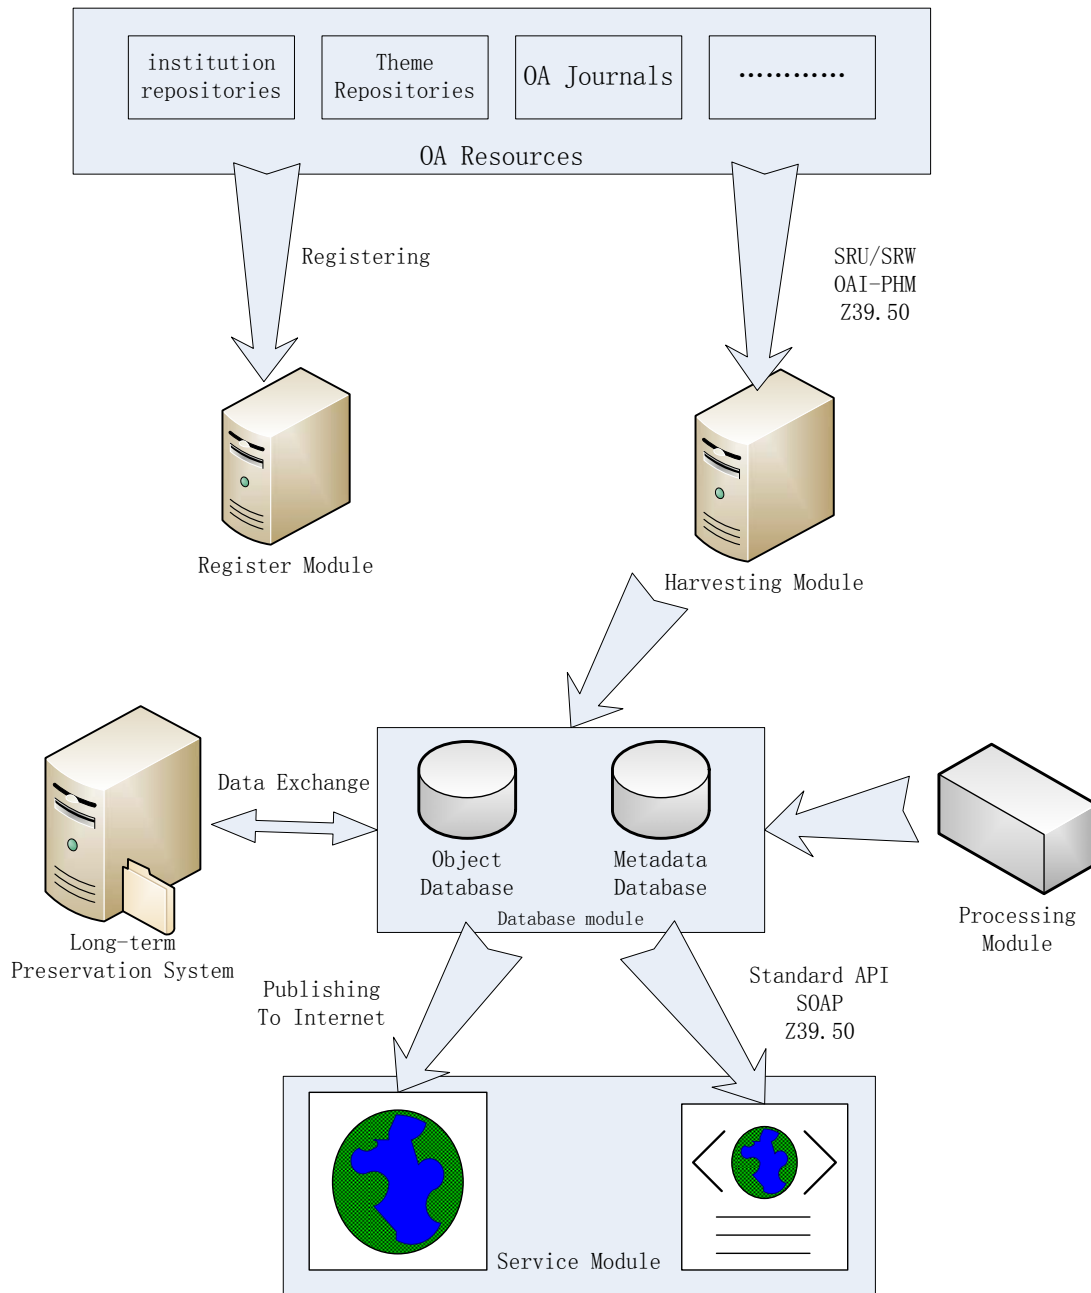 institution
repositories
Theme
Repositories
OA Journals
…………
OA Resources
Registering
SRU/SRW
OAI-PHM
Z39.50
Register Module
Harvesting Module
Data Exchange
Object
Database
Metadata
Database
Database module
Long-term
Preservation System
Processing
Module
Publishing
To Internet
Standard API
SOAP
Z39.50
Service Module